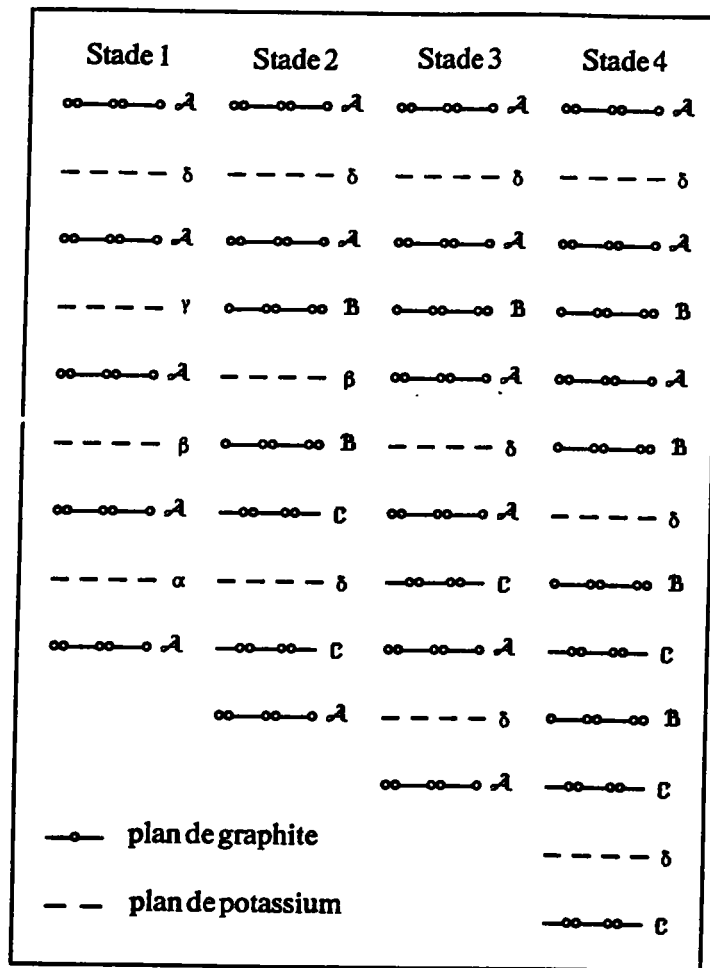 Stade 1 Stade 2 Stade 3 Stade 4
A A A A
δ δ δ δ
A A A A
γ B B B
A β A A
β B δ B
A C A δ
α δ C B
A C A C
A δ B
A C
plan de graphite
δ
plan de potassium
C